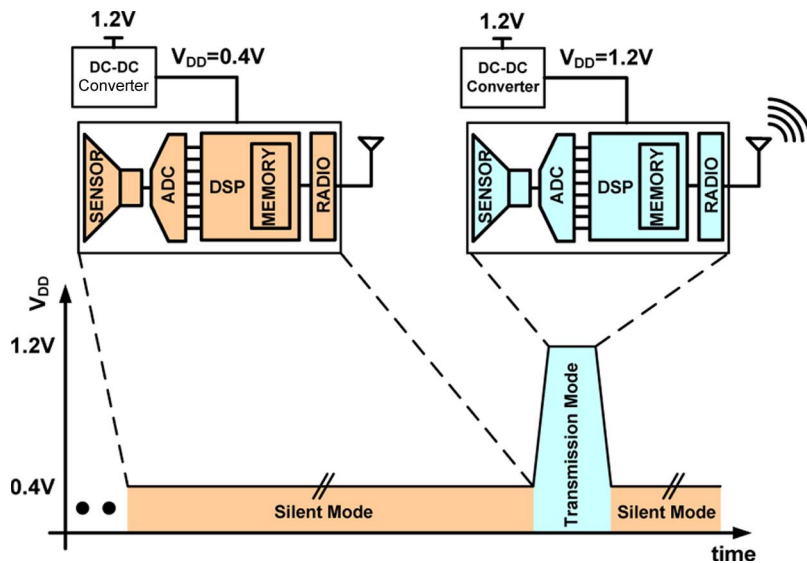 1.2V
DC-DC
Converter
VDD=0.4V
SENSOR
ADC
DSP
MEMORY
RADIO
1.2V
DC-DC
Converter
VDD=1.2V
SENSOR
ADC
DSP
MEMORY
RADIO
VDD
1.2V
0.4V
Silent Mode
Transmission Mode
Silent Mode
time